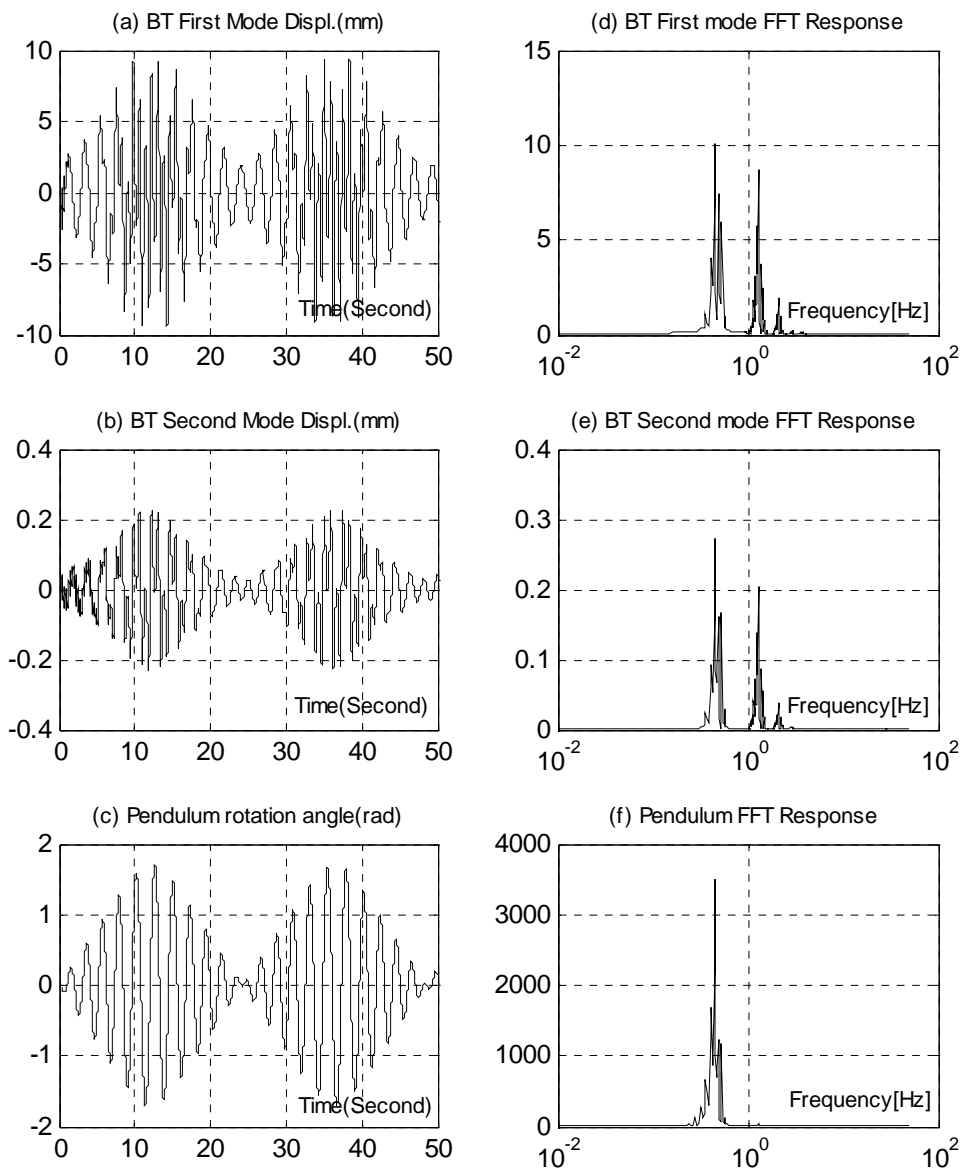 (a) BT First Mode Displ.(mm)
10
5
0
-5
-10
Time(Second)
0 10 20 30 40 50
(d) BT First mode FFT Response
15
10
5
0
Frequency[Hz]
10^-2 10^0 10^2
(b) BT Second Mode Displ.(mm)
0.4
0.2
0
-0.2
-0.4
Time(Second)
0 10 20 30 40 50
(e) BT Second mode FFT Response
0.4
0.3
0.2
0.1
0
Frequency[Hz]
10^-2 10^0 10^2
(c) Pendulum rotation angle(rad)
2
1
0
-1
-2
Time(Second)
0 10 20 30 40 50
(f) Pendulum FFT Response
4000
3000
2000
1000
0
Frequency[Hz]
10^-2 10^0 10^2